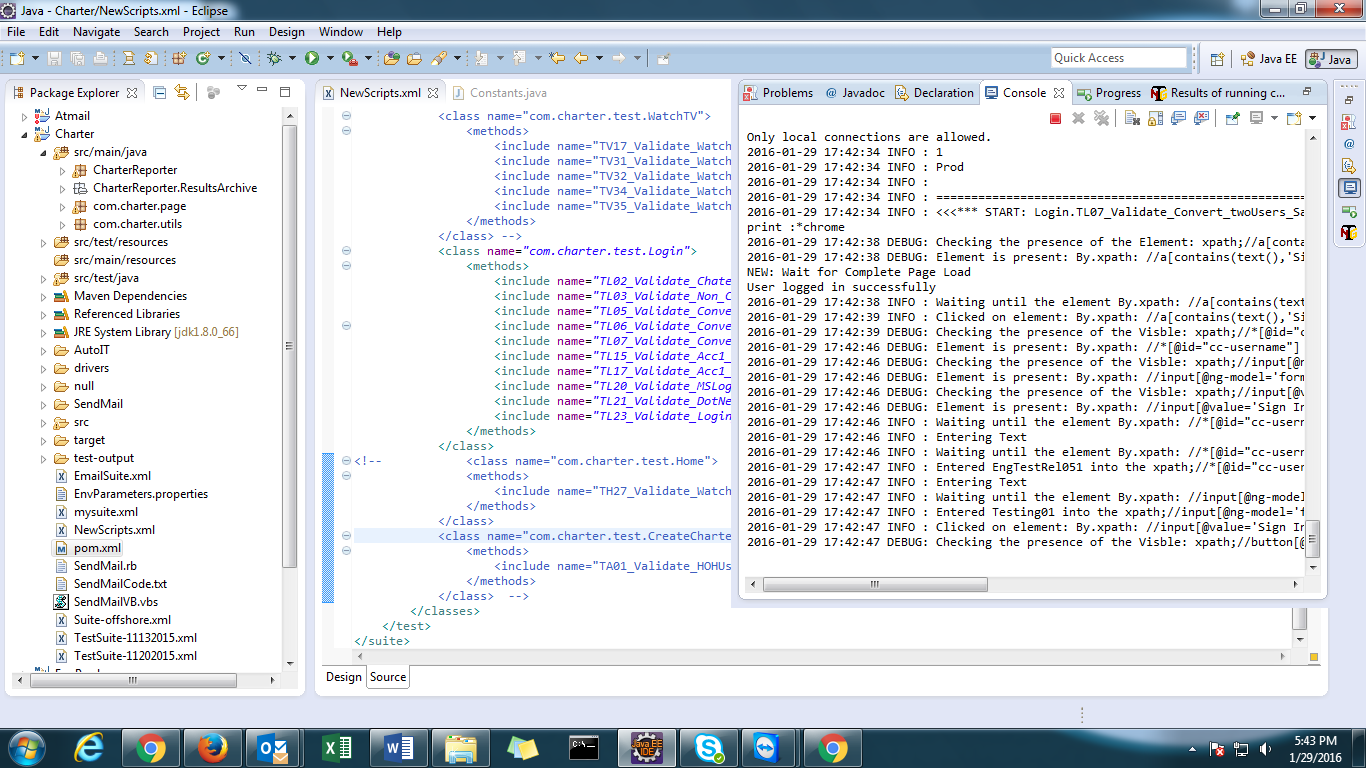 Java - Charter/NewScripts.xml - Eclipse
File Edit Navigate Search Project Run Design Window Help
Quick Access
Java EE
Java
Package Explorer
Atmail
Charter
src/main/java
CharterReporter
CharterReporter.ResultsArchive
com.charter.page
com.charter.utils
src/test/resources
src/main/resources
src/test/java
Maven Dependencies
Referenced Libraries
JRE System Library [jdk1.8.0_66]
AutoIT
drivers
null
SendMail
src
target
test-output
EmailSuite.xml
EnvParameters.properties
mysuite.xml
NewScripts.xml
pom.xml
SendMail.rb
SendMailCode.txt
SendMailVB.vbs
Suite-offshore.xml
TestSuite-11132015.xml
TestSuite-11202015.xml
NewScripts.xml
Constants.java
<class name="com.charter.test.WatchTV">
<methods>
<include name="TV17_Validate_Watch
<include name="TV31_Validate_Watch
<include name="TV32_Validate_Watch
<include name="TV34_Validate_Watch
<include name="TV35_Validate_Watch
</methods>
</class> -->
<class name="com.charter.test.Login">
<methods>
<include name="TL02_Validate_Chate
<include name="TL03_Validate_Non_C
<include name="TL05_Validate_Conve
<include name="TL06_Validate_Conve
<include name="TL07_Validate_Conve
<include name="TL15_Validate_Acc1_
<include name="TL17_Validate_Acc1_
<include name="TL20_Validate_MSLog
<include name="TL21_Validate_DotNe
<include name="TL23_Validate_Login
</methods>
</class>
<!-- <class name="com.charter.test.Home">
<methods>
<include name="TH27_Validate_Watch
</methods>
</class>
<class name="com.charter.test.CreateCharte
<methods>
<include name="TA01_Validate_HOHUs
</methods>
</class> -->
</classes>
</test>
</suite>
Design Source
Problems Javadoc Declaration Console Progress Results of running c...
Only local connections are allowed.
2016-01-29 17:42:34 INFO : 1
2016-01-29 17:42:34 INFO : Prod
2016-01-29 17:42:34 INFO :
2016-01-29 17:42:34 INFO : ====================================================
2016-01-29 17:42:34 INFO : <<<*** START: Login.TL07_Validate_Convert_twoUsers_Sa
print :*chrome
2016-01-29 17:42:38 DEBUG: Checking the presence of the Element: xpath;//a[conta
2016-01-29 17:42:38 DEBUG: Element is present: By.xpath: //a[contains(text(),'Si
NEW: Wait for Complete Page Load
User logged in successfully
2016-01-29 17:42:38 INFO : Waiting until the element By.xpath: //a[contains(text
2016-01-29 17:42:39 INFO : Clicked on element: By.xpath: //a[contains(text(),'Si
2016-01-29 17:42:39 DEBUG: Checking the presence of the Visble: xpath;//*[@id="c
2016-01-29 17:42:46 DEBUG: Element is present: By.xpath: //*[@id="cc-username"]
2016-01-29 17:42:46 DEBUG: Checking the presence of the Visble: xpath;//input[@n
2016-01-29 17:42:46 DEBUG: Element is present: By.xpath: //input[@ng-model='form
2016-01-29 17:42:46 DEBUG: Checking the presence of the Visble: xpath;//input[@v
2016-01-29 17:42:46 DEBUG: Element is present: By.xpath: //input[@value='Sign In
2016-01-29 17:42:46 INFO : Waiting until the element By.xpath: //*[@id="cc-usern
2016-01-29 17:42:46 INFO : Entering Text
2016-01-29 17:42:46 INFO : Waiting until the element By.xpath: //*[@id="cc-usern
2016-01-29 17:42:47 INFO : Entered EngTestRel051 into the xpath;//*[@id="cc-user
2016-01-29 17:42:47 INFO : Entering Text
2016-01-29 17:42:47 INFO : Waiting until the element By.xpath: //input[@ng-model
2016-01-29 17:42:47 INFO : Entered Testing01 into the xpath;//input[@ng-model='f
2016-01-29 17:42:47 INFO : Clicked on element: By.xpath: //input[@value='Sign In
2016-01-29 17:42:47 DEBUG: Checking the presence of the Visble: xpath;//button[@
5:43 PM
1/29/2016